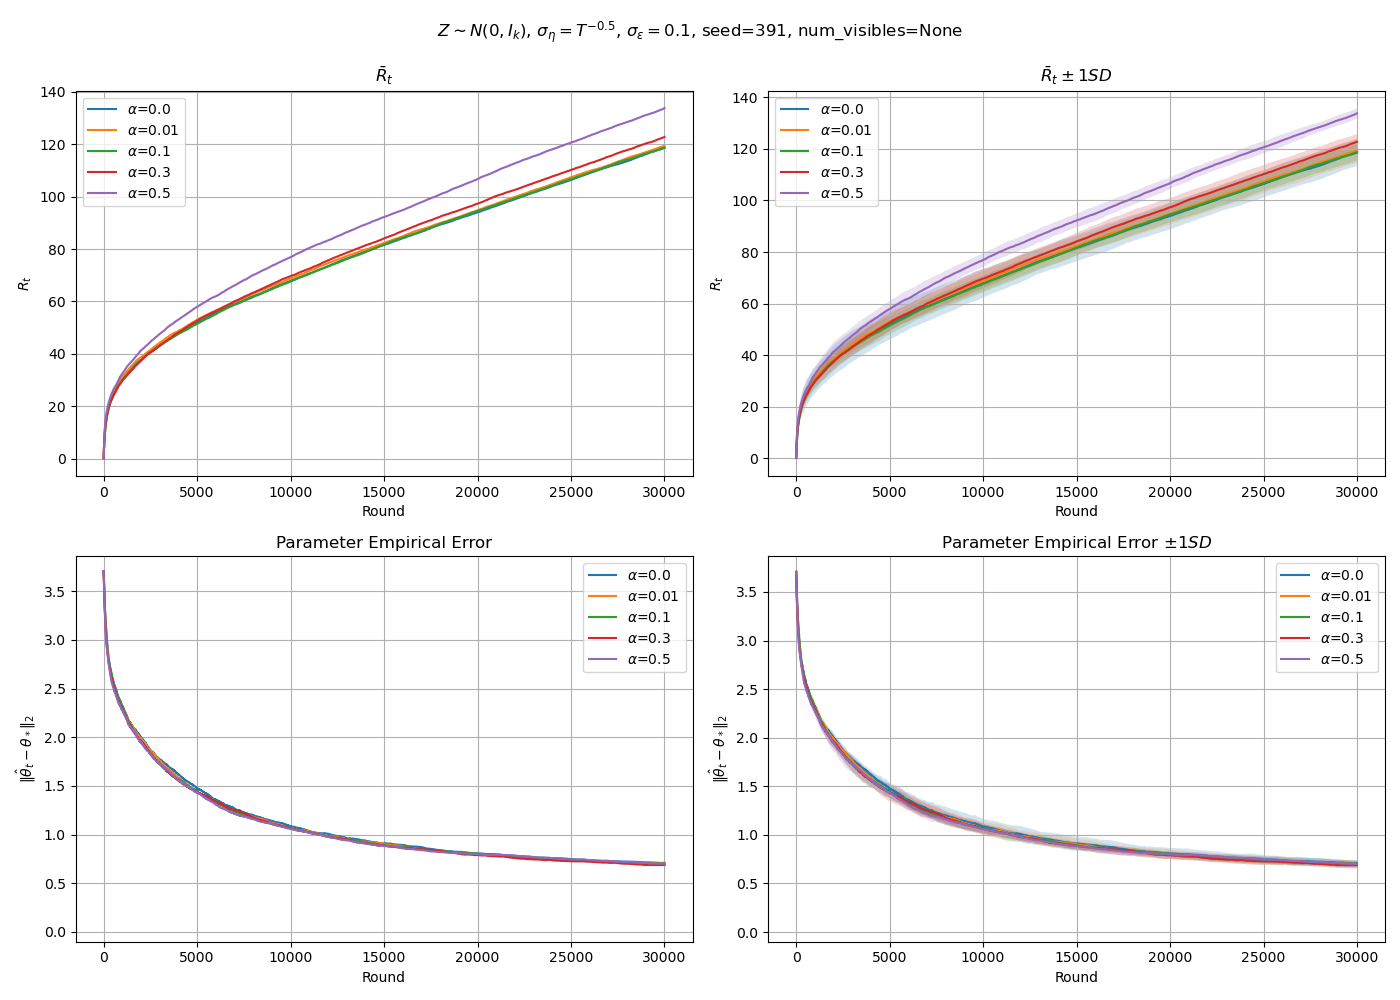 Z ∼ N(0, I_k), σ_η = T^{−0.5}, σ_ε = 0.1, seed=391, num_visibles=None
R̄_t
R̄_t ± 1SD
140
120
100
80
60
40
20
0
R_t
α=0.0
α=0.01
α=0.1
α=0.3
α=0.5
0 5000 10000 15000 20000 25000 30000
Round
140
120
100
80
60
40
20
0
R_t
α=0.0
α=0.01
α=0.1
α=0.3
α=0.5
0 5000 10000 15000 20000 25000 30000
Round
Parameter Empirical Error
3.5
3.0
2.5
2.0
1.5
1.0
0.5
0.0
‖θ̂_t − θ_*‖_2
α=0.0
α=0.01
α=0.1
α=0.3
α=0.5
0 5000 10000 15000 20000 25000 30000
Round
Parameter Empirical Error ±1SD
3.5
3.0
2.5
2.0
1.5
1.0
0.5
0.0
‖θ̂_t − θ_*‖_2
α=0.0
α=0.01
α=0.1
α=0.3
α=0.5
0 5000 10000 15000 20000 25000 30000
Round